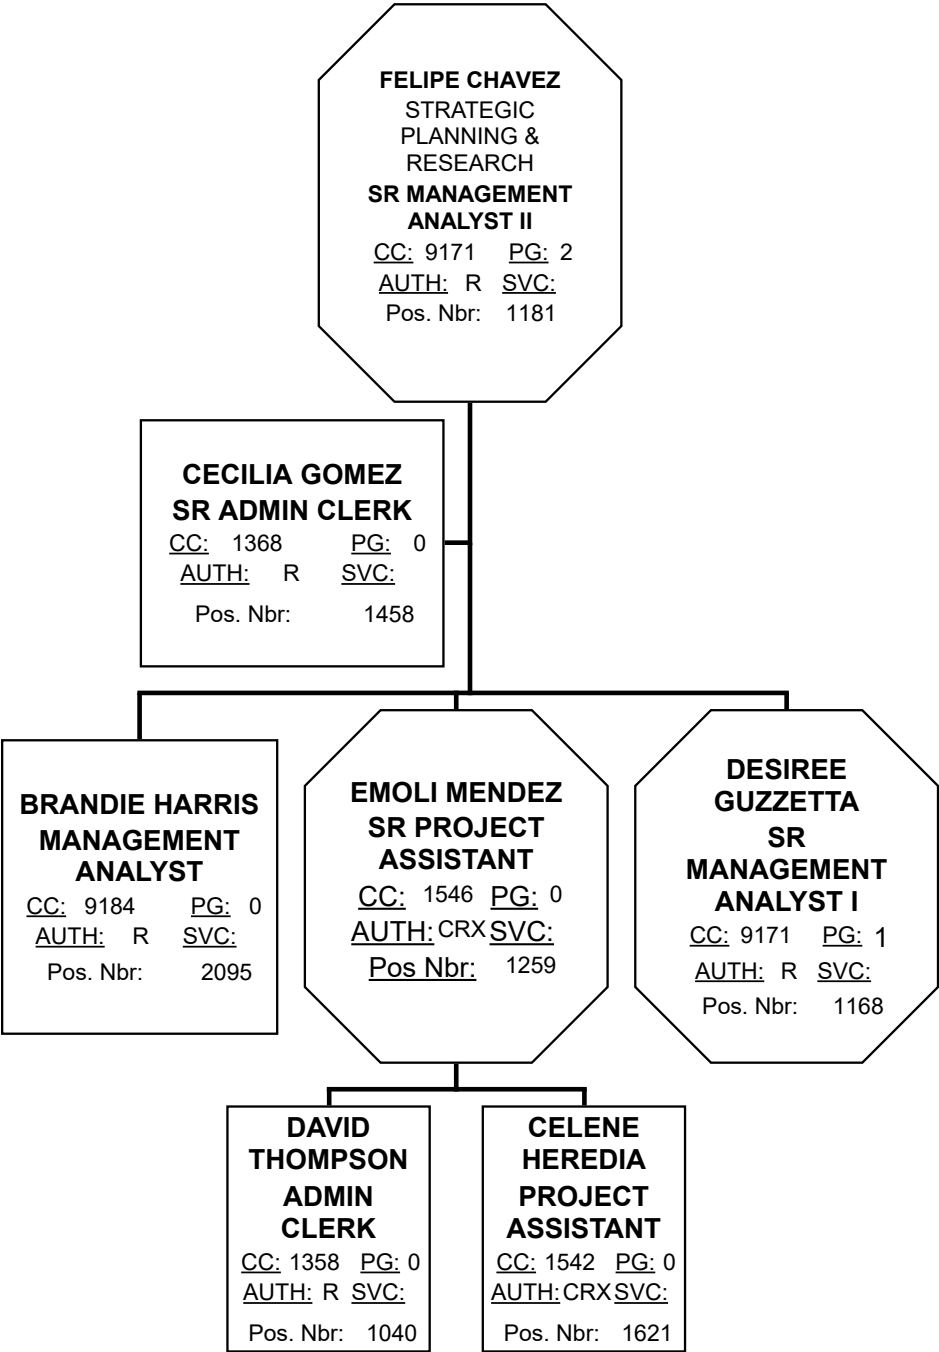 FELIPE CHAVEZ
STRATEGIC
PLANNING &
RESEARCH
SR MANAGEMENT
ANALYST II
CC: 9171 PG: 2
AUTH: R SVC:
Pos. Nbr: 1181
CECILIA GOMEZ
SR ADMIN CLERK
CC: 1368 PG: 0
AUTH: R SVC:
Pos. Nbr: 1458
BRANDIE HARRIS
MANAGEMENT
ANALYST
CC: 9184 PG: 0
AUTH: R SVC:
Pos. Nbr: 2095
EMOLI MENDEZ
SR PROJECT
ASSISTANT
CC: 1546 PG: 0
AUTH: CRX SVC:
Pos Nbr: 1259
DESIREE
GUZZETTA
SR
MANAGEMENT
ANALYST I
CC: 9171 PG: 1
AUTH: R SVC:
Pos. Nbr: 1168
DAVID
THOMPSON
ADMIN
CLERK
CC: 1358 PG: 0
AUTH: R SVC:
Pos. Nbr: 1040
CELENE
HEREDIA
PROJECT
ASSISTANT
CC: 1542 PG: 0
AUTH: CRX SVC:
Pos. Nbr: 1621